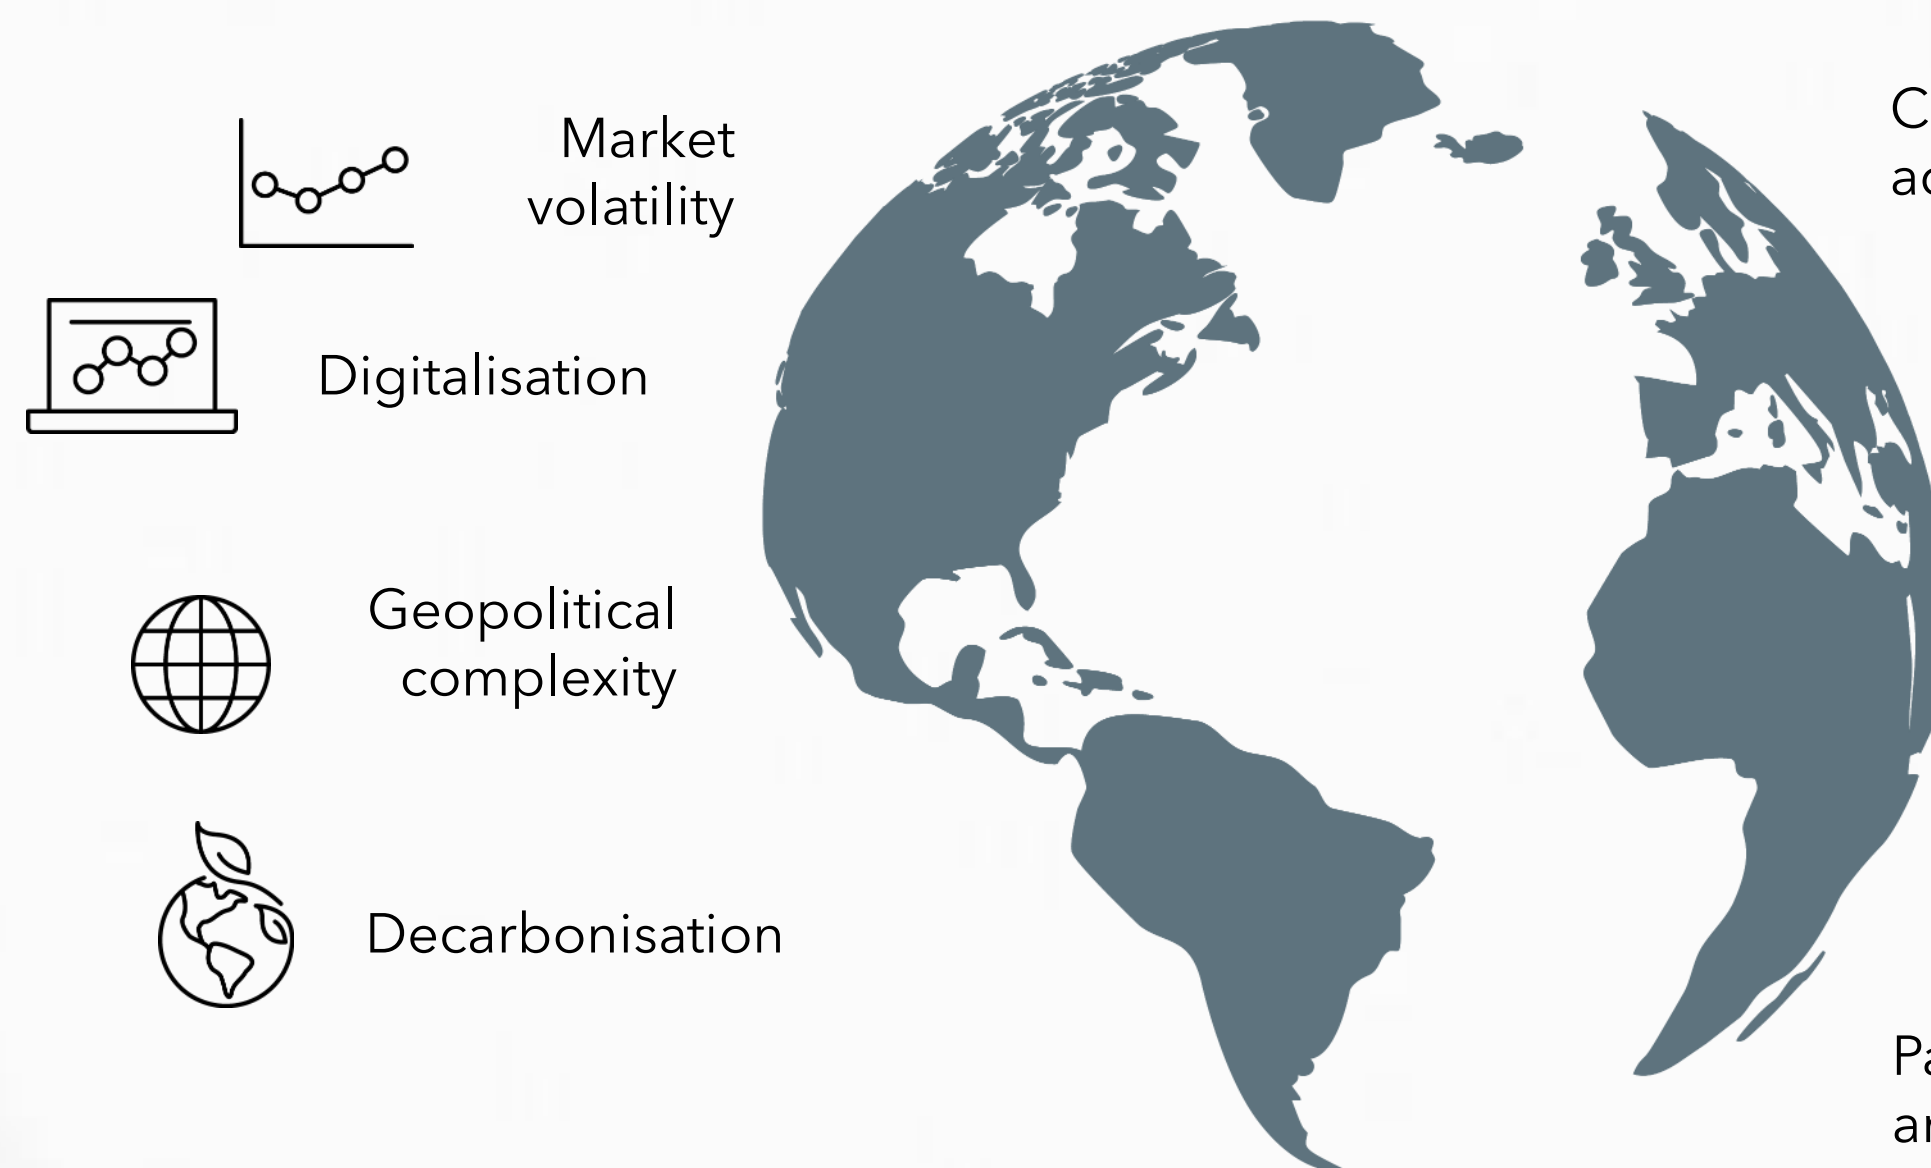 Market
volatility
Digitalisation
Geopolitical
complexity
Decarbonisation